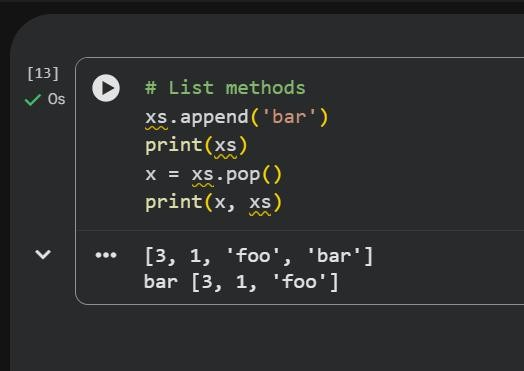 [13]
0s
# List methods
xs.append('bar')
print(xs)
x = xs.pop()
print(x, xs)
[3, 1, 'foo', 'bar']
bar [3, 1, 'foo']